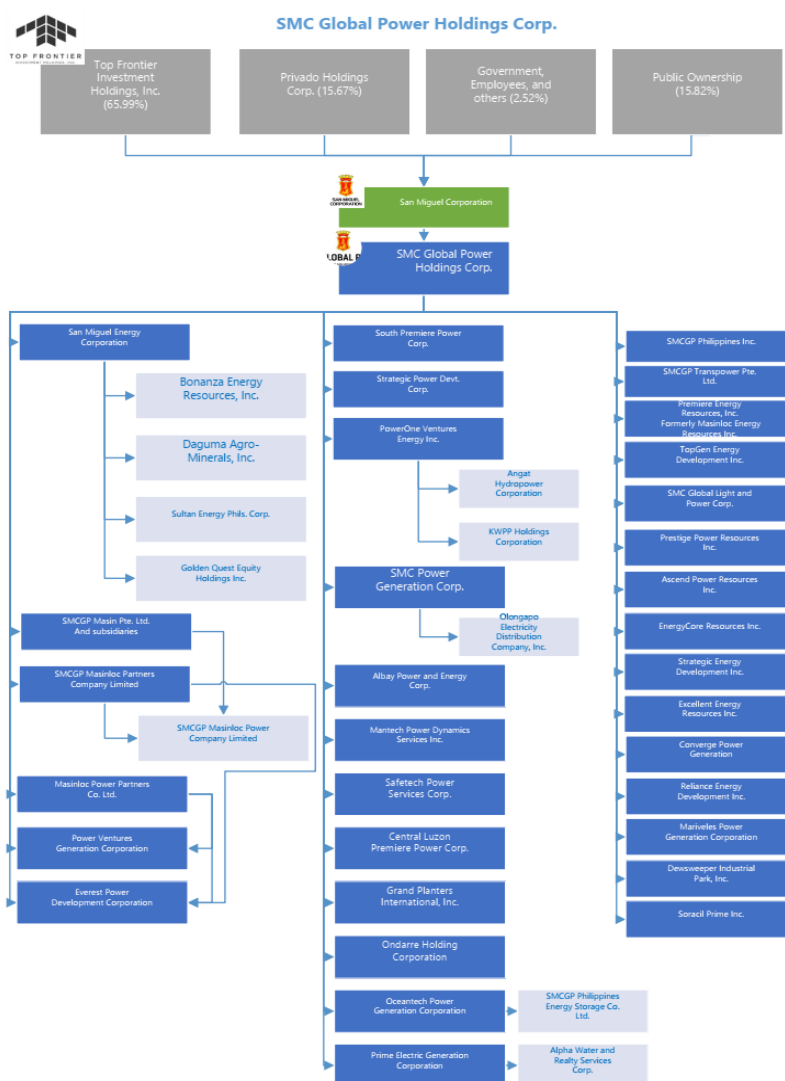 SMC Global Power Holdings Corp.
TOP FRONTIER
INVESTMENT HOLDINGS, INC.
Top Frontier
Investment
Holdings, Inc.
(65.99%)
Privado Holdings
Corp. (15.67%)
Government,
Employees, and
others (2.52%)
Public Ownership
(15.82%)
SAN MIGUEL
CORPORATION
San Miguel Corporation
LOBAL P
SMC Global Power
Holdings Corp.
San Miguel Energy
Corporation
Bonanza Energy
Resources, Inc.
Daguma Agro-
Minerals, Inc.
Sultan Energy Phils. Corp.
Golden Quest Equity
Holdings Inc.
SMCGP Masin Pte. Ltd.
And subsidiaries
SMCGP Masinloc Partners
Company Limited
SMCGP Masinloc Power
Company Limited
Masinloc Power Partners
Co. Ltd.
Power Ventures
Generation Corporation
Everest Power
Development Corporation
South Premiere Power
Corp.
Strategic Power Devt.
Corp.
PowerOne Ventures
Energy Inc.
Angat
Hydropower
Corporation
KWPP Holdings
Corporation
SMC Power
Generation Corp.
Olongapo
Electricity
Distribution
Company, Inc.
Albay Power and Energy
Corp.
Mantech Power Dynamics
Services Inc.
Safetech Power
Services Corp.
Central Luzon
Premiere Power Corp.
Grand Planters
International, Inc.
Ondarre Holding
Corporation
Oceantech Power
Generation Corporation
SMCGP Philippines
Energy Storage Co.
Ltd.
Prime Electric Generation
Corporation
Alpha Water and
Realty Services
Corp.
SMCGP Philippines Inc.
SMCGP Transpower Pte.
Ltd.
Premiere Energy
Resources, Inc.
Formerly Masinloc Energy
Resources Inc.
TopGen Energy
Development Inc.
SMC Global Light and
Power Corp.
Prestige Power Resources
Inc.
Ascend Power Resources
Inc.
EnergyCore Resources Inc.
Strategic Energy
Development Inc.
Excellent Energy
Resources Inc.
Converge Power
Generation
Reliance Energy
Development Inc.
Mariveles Power
Generation Corporation
Dewsweeper Industrial
Park, Inc.
Soracil Prime Inc.